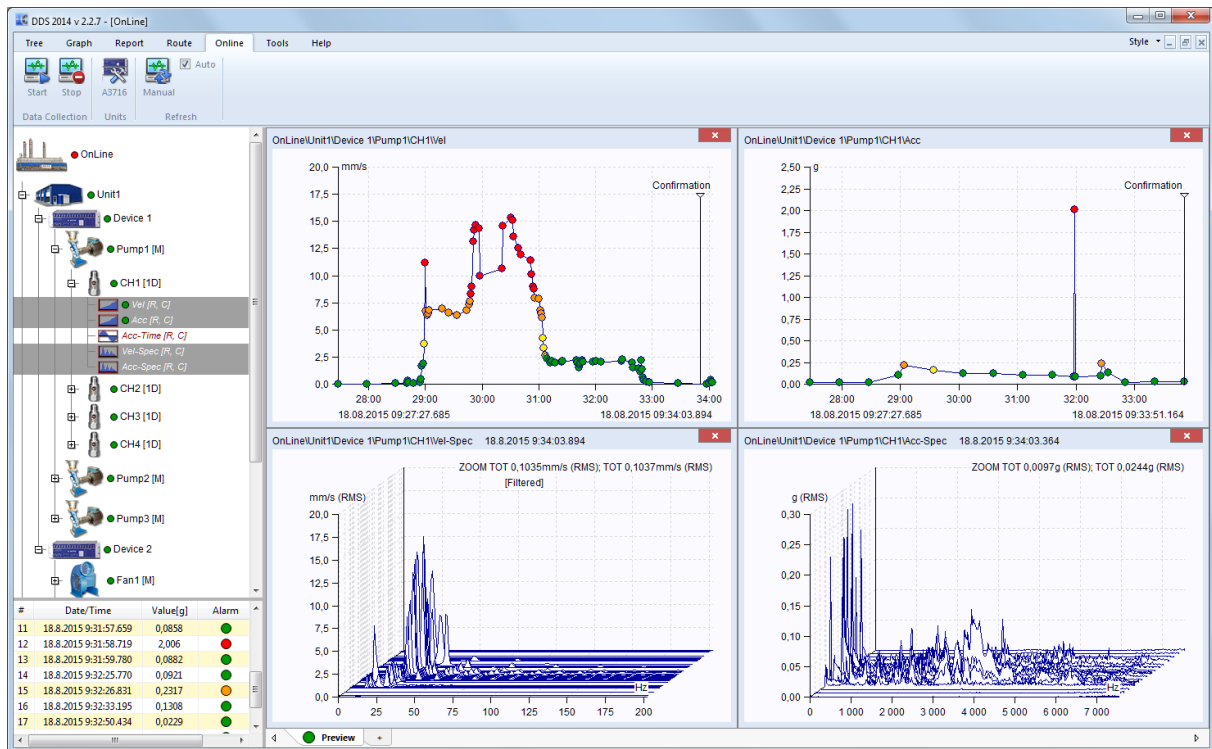 DDS 2014 v 2.2.7 - [OnLine]
Tree Graph Report Route Online Tools Help Style
Auto
Start Stop A3716 Manual
Data Collection Units Refresh
OnLine
Unit1
Device 1
Pump1 [M]
CH1 [1D]
Vel [R, C]
Acc [R, C]
Acc-Time [R, C]
Vel-Spec [R, C]
Acc-Spec [R, C]
CH2 [1D]
CH3 [1D]
CH4 [1D]
Pump2 [M]
Pump3 [M]
Device 2
Fan1 [M]
# Date/Time Value[g] Alarm
11 18.8.2015 9:31:57.659 0,0858
12 18.8.2015 9:31:58.719 2,006
13 18.8.2015 9:31:59.780 0,0882
14 18.8.2015 9:32:25.770 0,0921
15 18.8.2015 9:32:26.831 0,2317
16 18.8.2015 9:32:33.195 0,1308
17 18.8.2015 9:32:50.434 0,0229
OnLine\Unit1\Device 1\Pump1\CH1\Vel
20,0 mm/s
Confirmation
17,5
15,0
12,5
10,0
7,5
5,0
2,5
0,0
28:00 29:00 30:00 31:00 32:00 33:00 34:00
18.08.2015 09:27:27.685 18.08.2015 09:34:03.894
OnLine\Unit1\Device 1\Pump1\CH1\Acc
2,50 g
Confirmation
2,25
2,00
1,75
1,50
1,25
1,00
0,75
0,50
0,25
0,00
28:00 29:00 30:00 31:00 32:00 33:00
18.08.2015 09:27:27.685 18.08.2015 09:33:51.164
OnLine\Unit1\Device 1\Pump1\CH1\Vel-Spec 18.8.2015 9:34:03.894
ZOOM TOT 0,1035mm/s (RMS); TOT 0,1037mm/s (RMS)
[Filtered]
mm/s (RMS)
20,0
17,5
15,0
12,5
10,0
7,5
5,0
2,5
0,0
Hz
0 25 50 75 100 125 150 175 200
OnLine\Unit1\Device 1\Pump1\CH1\Acc-Spec 18.8.2015 9:34:03.364
ZOOM TOT 0,0097g (RMS); TOT 0,0244g (RMS)
g (RMS)
0,30
0,25
0,20
0,15
0,10
0,05
0,00
Hz
0 1 000 2 000 3 000 4 000 5 000 6 000 7 000
Preview +